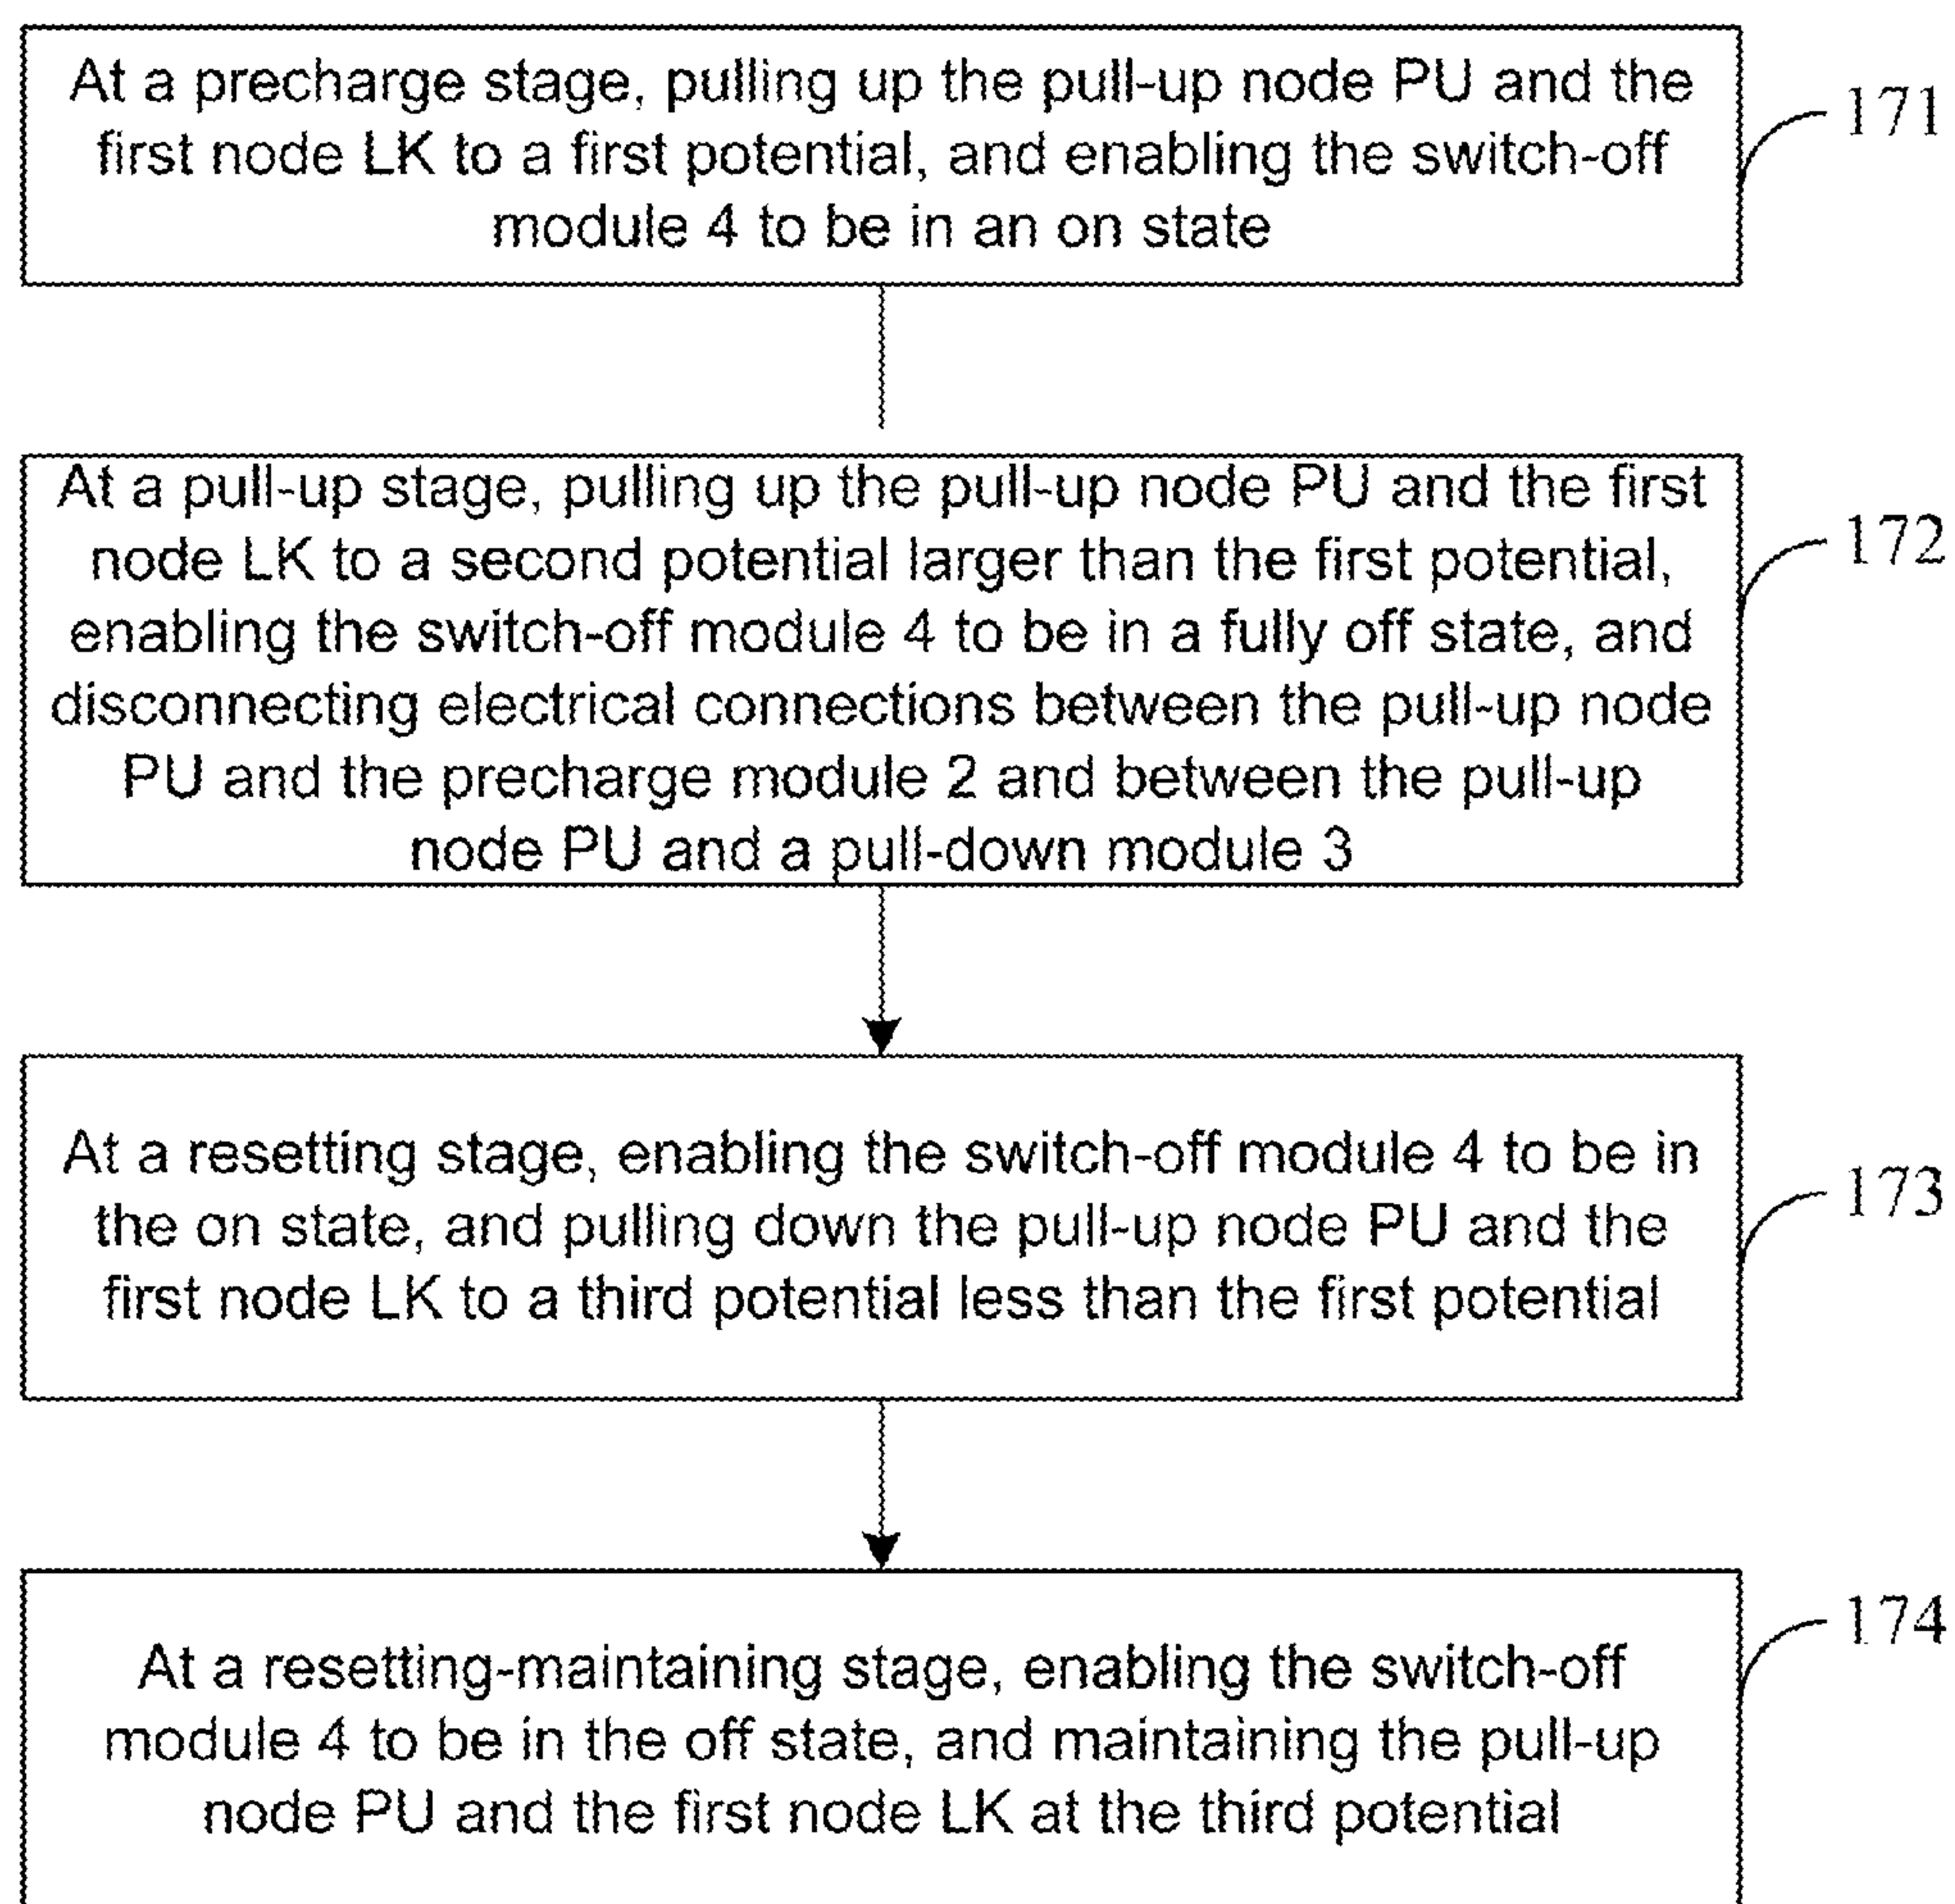 At a precharge stage, pulling up the pull-up node PU and the
first node LK to a first potential, and enabling the switch-off
module 4 to be in an on state
171
At a pull-up stage, pulling up the pull-up node PU and the first
node LK to a second potential larger than the first potential,
enabling the switch-off module 4 to be in a fully off state, and
disconnecting electrical connections between the pull-up node
PU and the precharge module 2 and between the pull-up
node PU and a pull-down module 3
172
At a resetting stage, enabling the switch-off module 4 to be in
the on state, and pulling down the pull-up node PU and the
first node LK to a third potential less than the first potential
173
At a resetting-maintaining stage, enabling the switch-off
module 4 to be in the off state, and maintaining the pull-up
node PU and the first node LK at the third potential
174